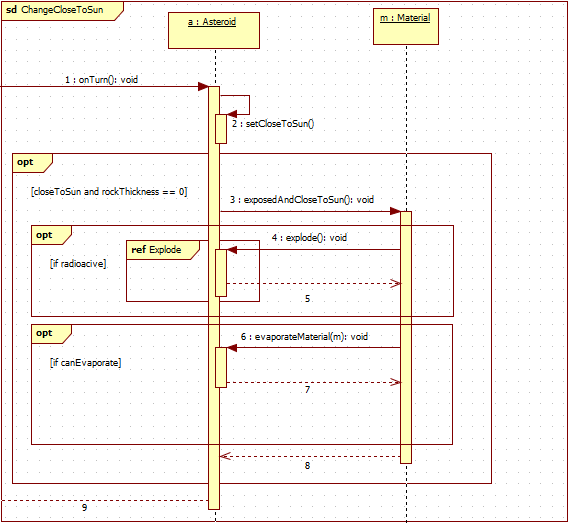 sd ChangeCloseToSun
a : Asteroid
m : Material
1 : onTurn(): void
2 : setCloseToSun()
opt
[closeToSun and rockThickness == 0]
3 : exposedAndCloseToSun(): void
opt
4 : explode(): void
ref Explode
[if radioacive]
5
opt
6 : evaporateMaterial(m): void
[if canEvaporate]
7
8
9